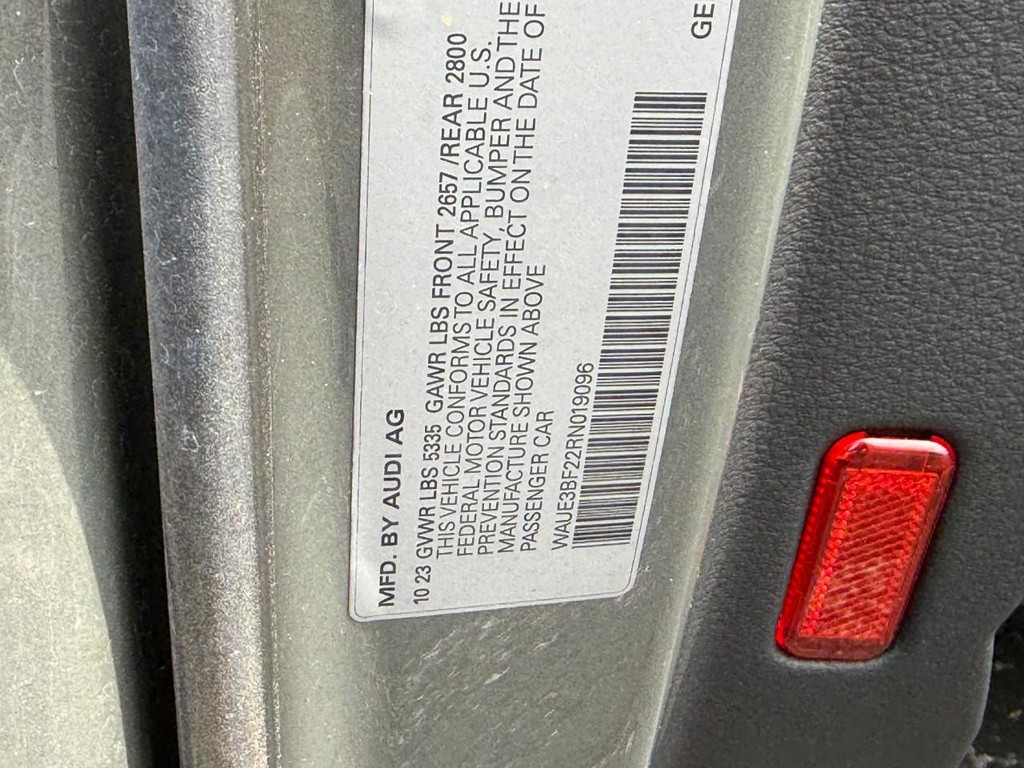 MFD. BY AUDI AG
10 23 GWWR LBS 5335 GAWR LBS FRONT 2657 /REAR 2800
THIS VEHICLE CONFORMS TO ALL APPLICABLE U.S.
FEDERAL MOTOR VEHICLE SAFETY, BUMPER AND THE
PREVENTION STANDARDS IN EFFECT ON THE DATE OF
MANUFACTURE SHOWN ABOVE
PASSENGER CAR
WAUE3BF22RN019096
GE